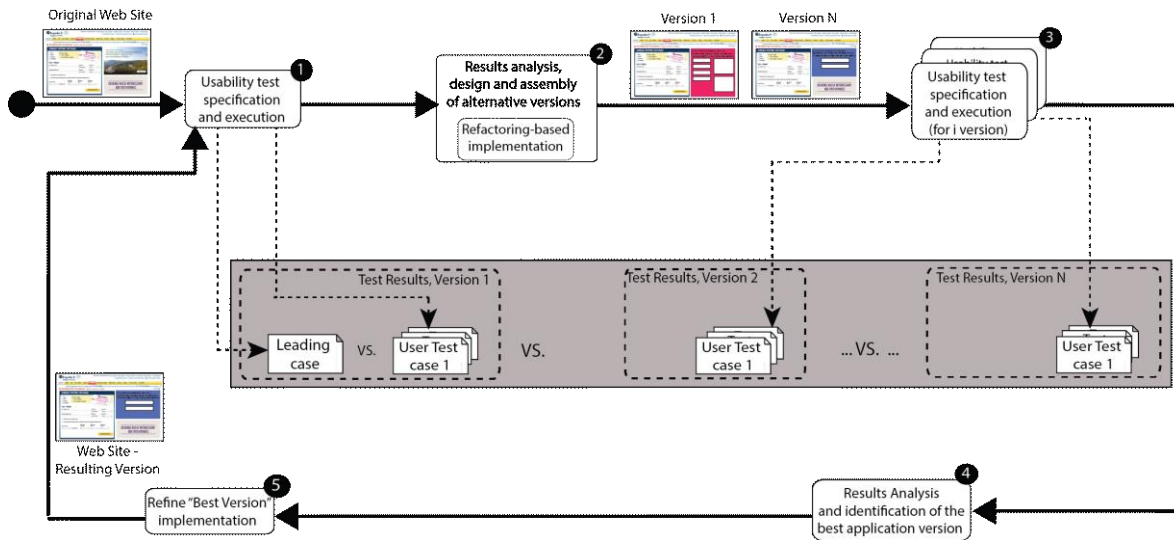 Original Web Site
Version 1
Version N
1
Usability test
specification
and execution
2
Results analysis,
design and assembly
of alternative versions
Refactoring-based
implementation
3
Usability test
Usability test
specification
and execution
(for i version)
Test Results, Version 1
Leading
case
VS.
User Test
case 1
VS.
Test Results, Version 2
User Test
case 1
... VS. ...
Test Results, Version N
User Test
case 1
Web Site -
Resulting Version
5
Refine "Best Version"
implementation
4
Results Analysis
and identification of the
best application version